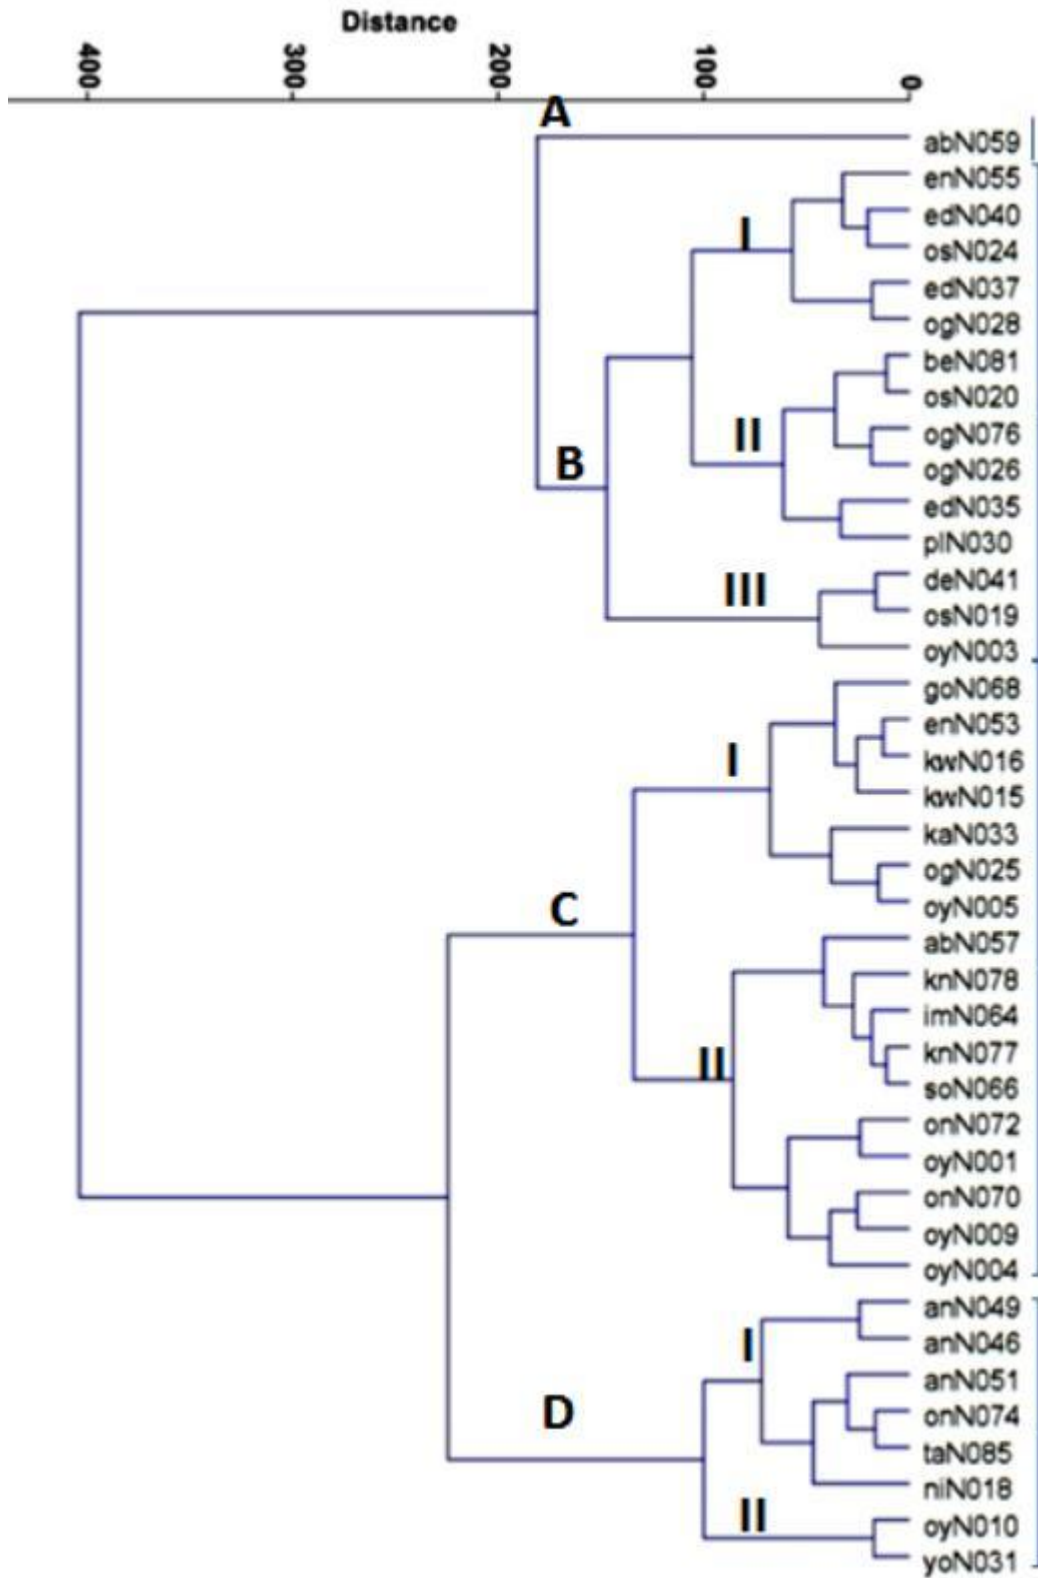 Distance
400 300 200 100 0
A
abN059
enN055
edN040
I
osN024
edN037
ogN028
beN081
osN020
II
ogN076
B
ogN026
edN035
plN030
III
deN041
osN019
oyN003
goN068
enN053
I
kwN016
kwN015
kaN033
ogN025
C
oyN005
abN057
knN078
imN064
II
knN077
soN066
onN072
oyN001
onN070
oyN009
oyN004
anN049
I
anN046
anN051
D
onN074
taN085
niN018
II
oyN010
yoN031